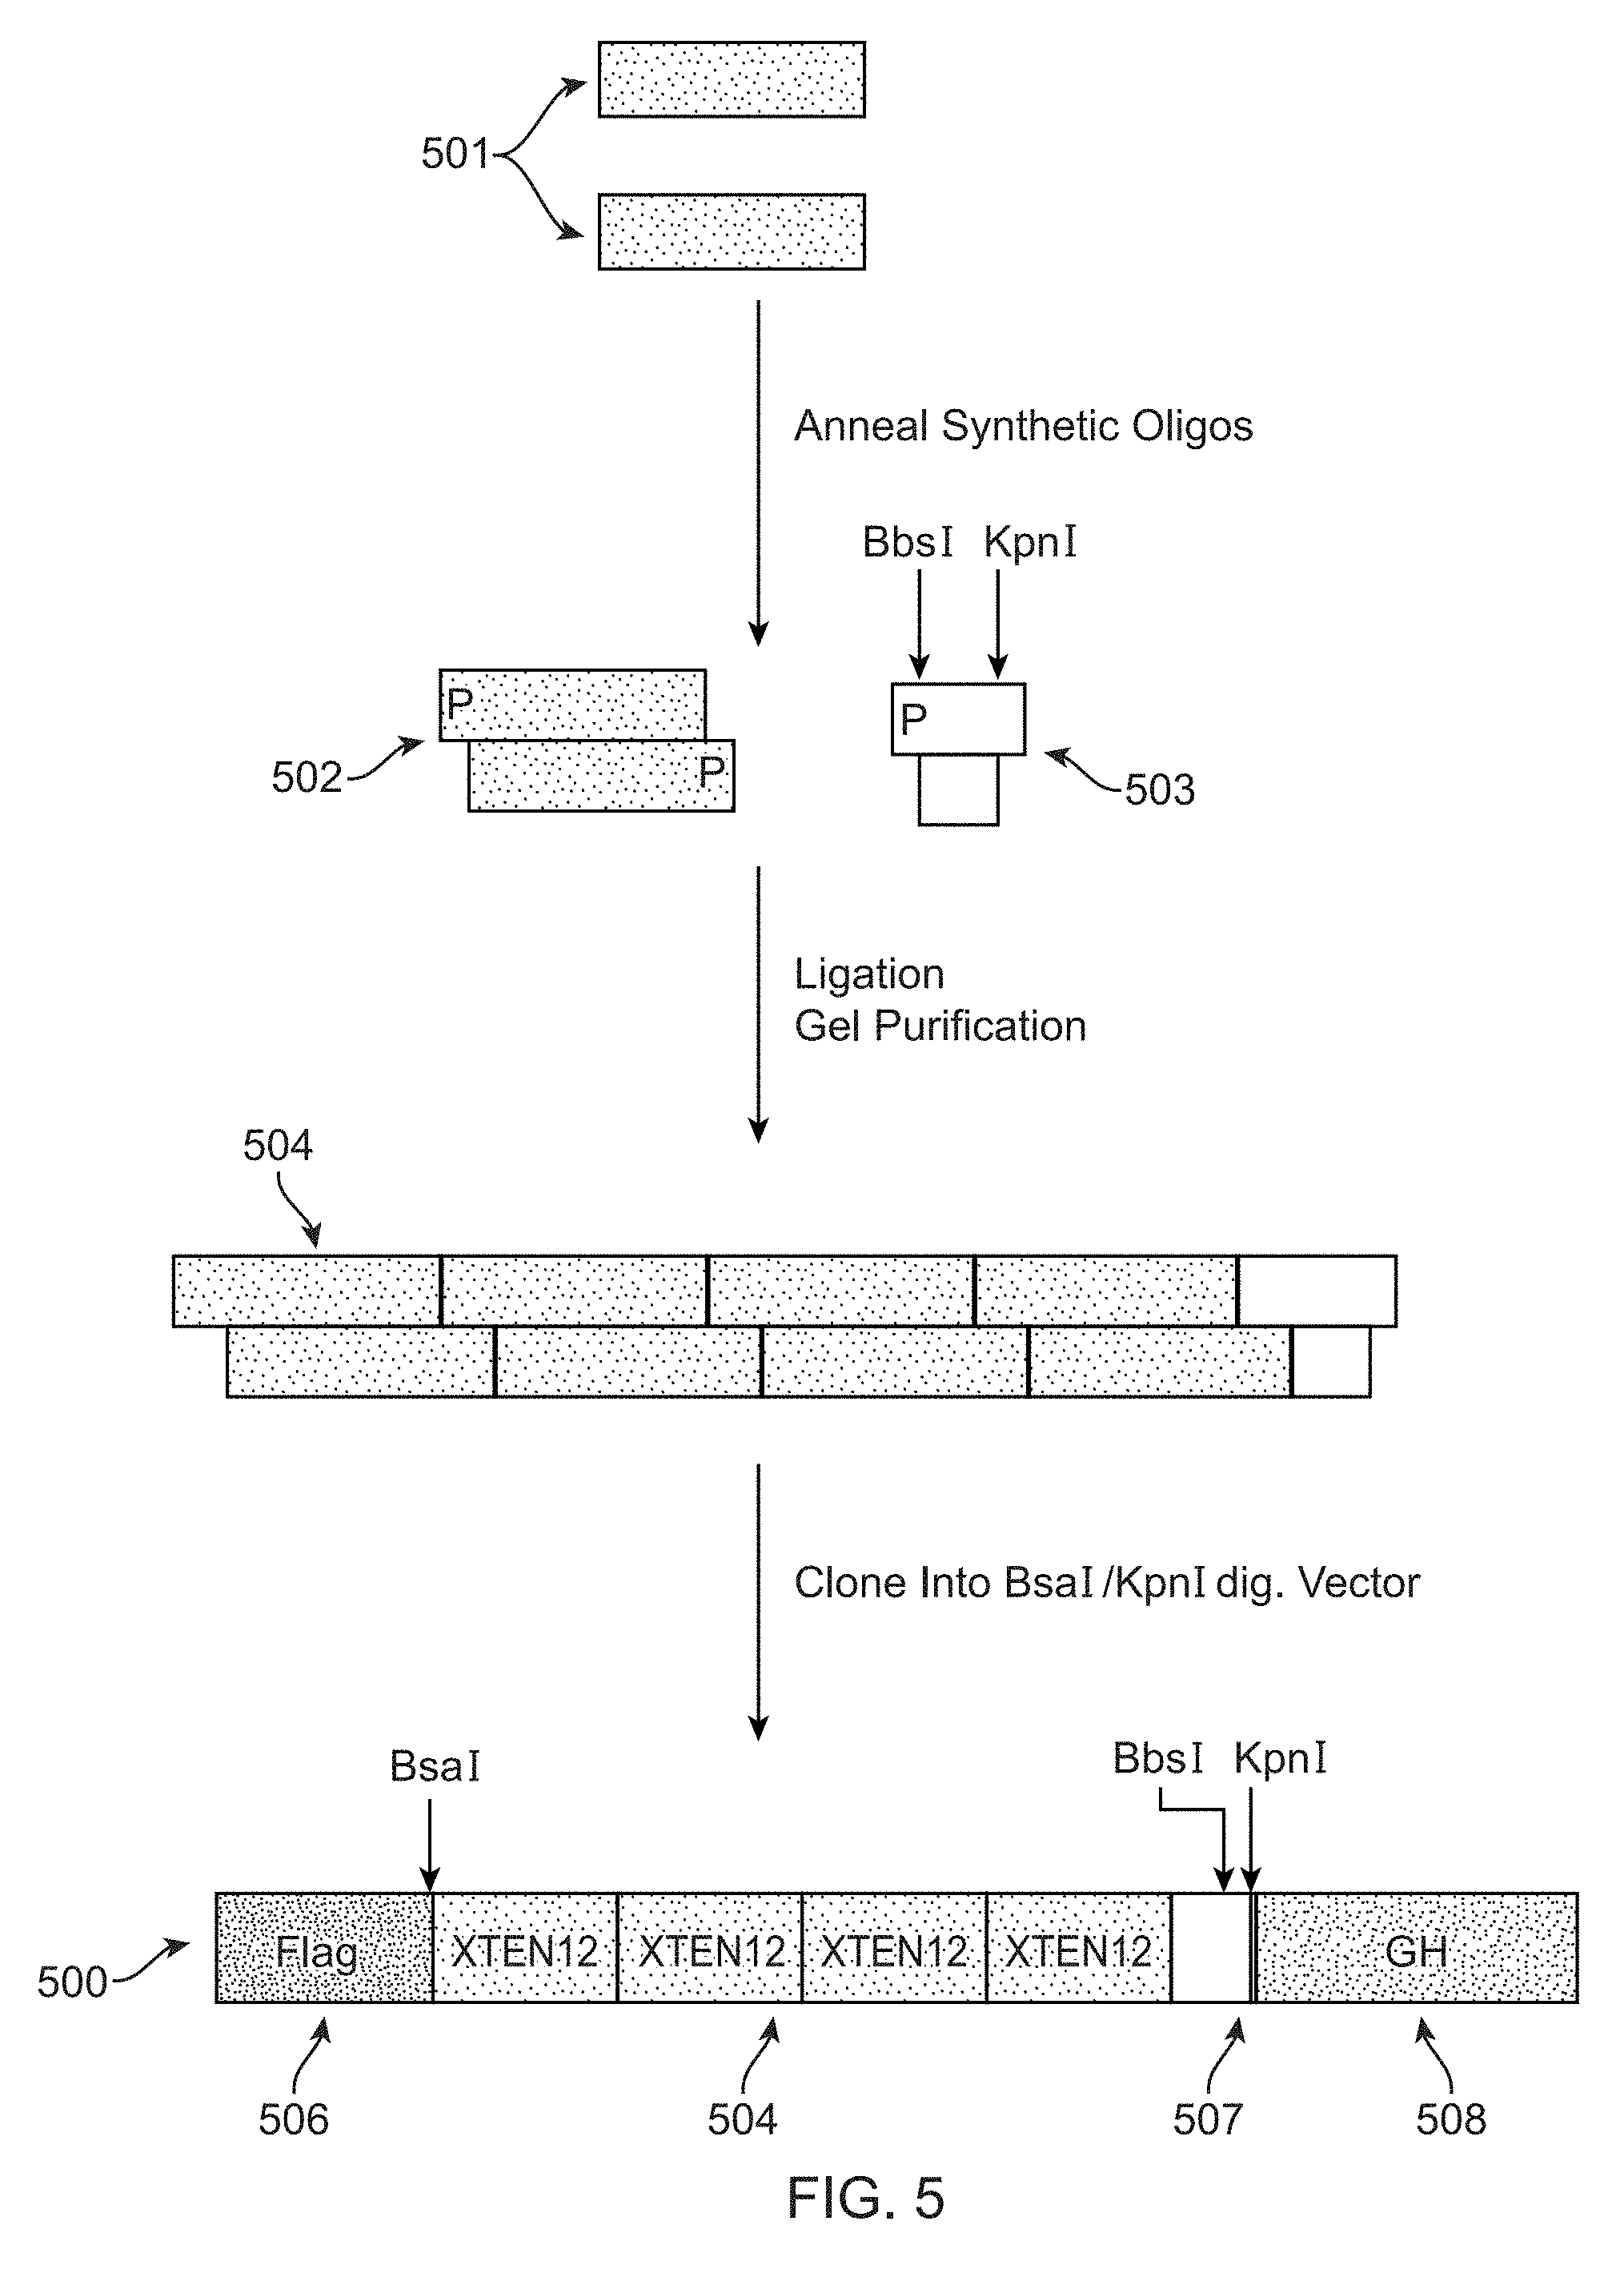 501
Anneal Synthetic Oligos
BbsI KpnI
P
P
P
502
503
Ligation
Gel Purification
504
Clone Into BsaI/KpnI dig. Vector
BsaI
BbsI KpnI
500
Flag XTEN12 XTEN12 XTEN12 XTEN12 GH
506 504 507 508
FIG. 5